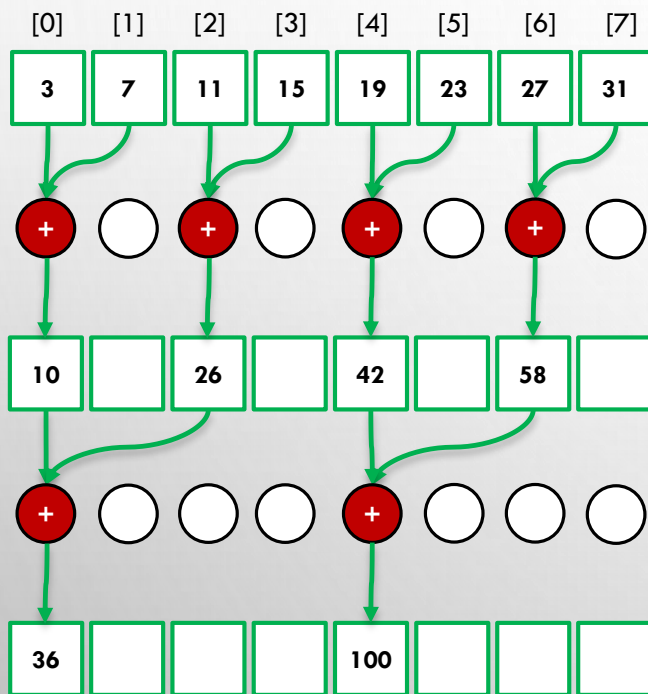 [0] [1] [2] [3] [4] [5] [6] [7]
3 7 11 15 19 23 27 31
+ + + +
10 26 42 58
+ +
36 100